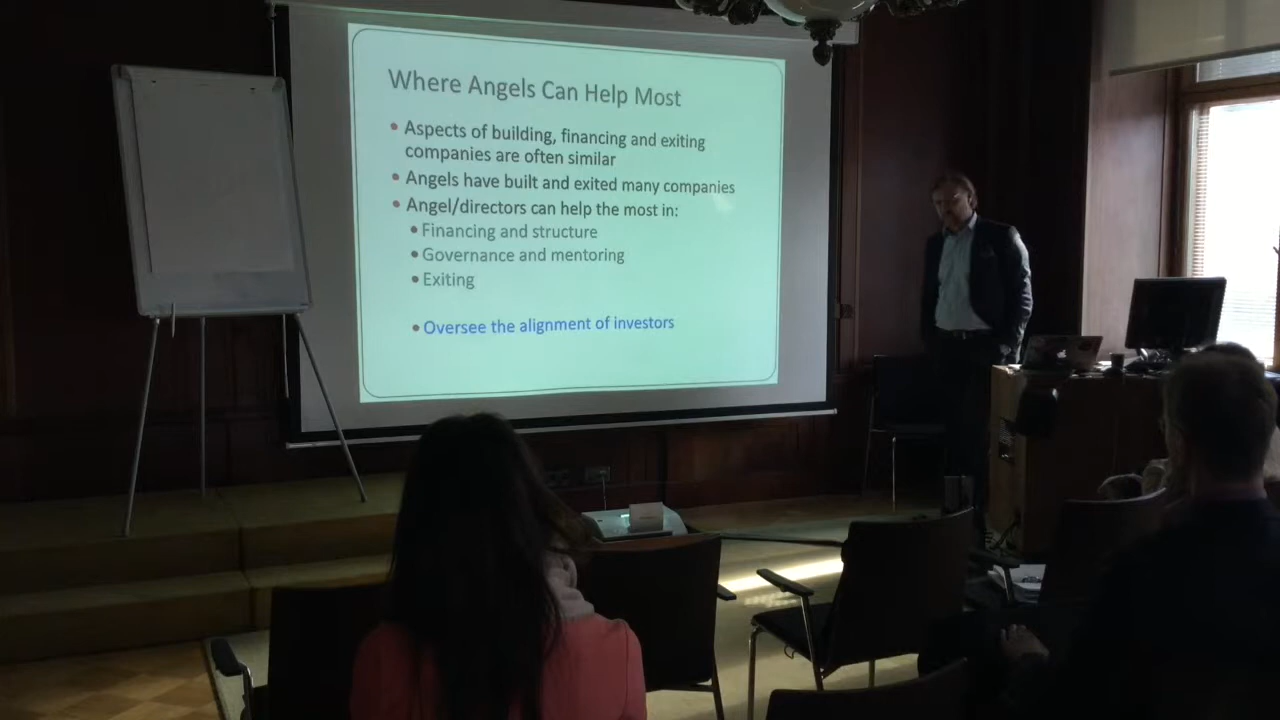 Where Angels Can Help Most
• Aspects of building, financing and exiting
companies are often similar
• Angels have built and exited many companies
• Angel/directors can help the most in:
• Financing and structure
• Governance and mentoring
• Exiting
• Oversee the alignment of investors